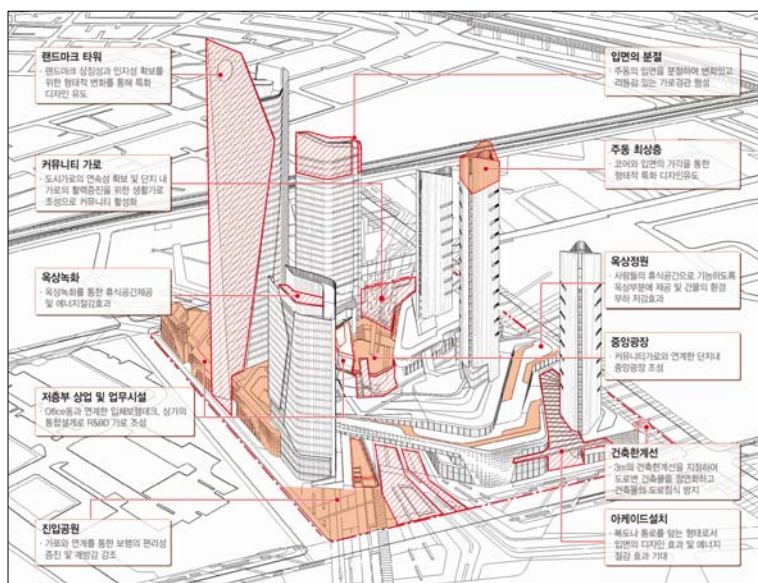 랜드마크 타워
· 랜드마크 상징성과 인지성 확보를
위한 형태적 변화를 통해 특화
디자인 유도
커뮤니티 가로
· 도시가로의 연속성 확보 및 단지 내
가로의 활력증진을 위한 생활가로
조성으로 커뮤니티 활성화
옥상녹화
· 옥상녹화를 통한 휴식공간제공
및 에너지절감효과
저층부 상업 및 업무시설
· Office동과 연계한 입체보행데크, 상가의
통합설계로 R&BD 가로 조성
진입공원
· 가로와 연계를 통한 보행의 편리성
증진 및 개방감 강조
입면의 분절
· 주동의 입면을 분절하여 변화있고
리듬감 있는 가로경관 형성
주동 최상층
· 코어와 입면의 가각을 통한
형태적 특화 디자인유도
옥상정원
· 사람들의 휴식공간으로 기능하도록
옥상부분에 제공 및 건물의 환경
부하 저감효과
중앙광장
· 커뮤니티가로와 연계한 단지내
중앙광장 조성
건축한계선
· 3m의 건축한계선을 지정하여
도로변 건축물을 정연화하고
건축물의 도로침식 방지
아케이드설치
· 복도나 통로를 덮는 형태로서
입면의 디자인 효과 및 에너지
절감 효과 기대